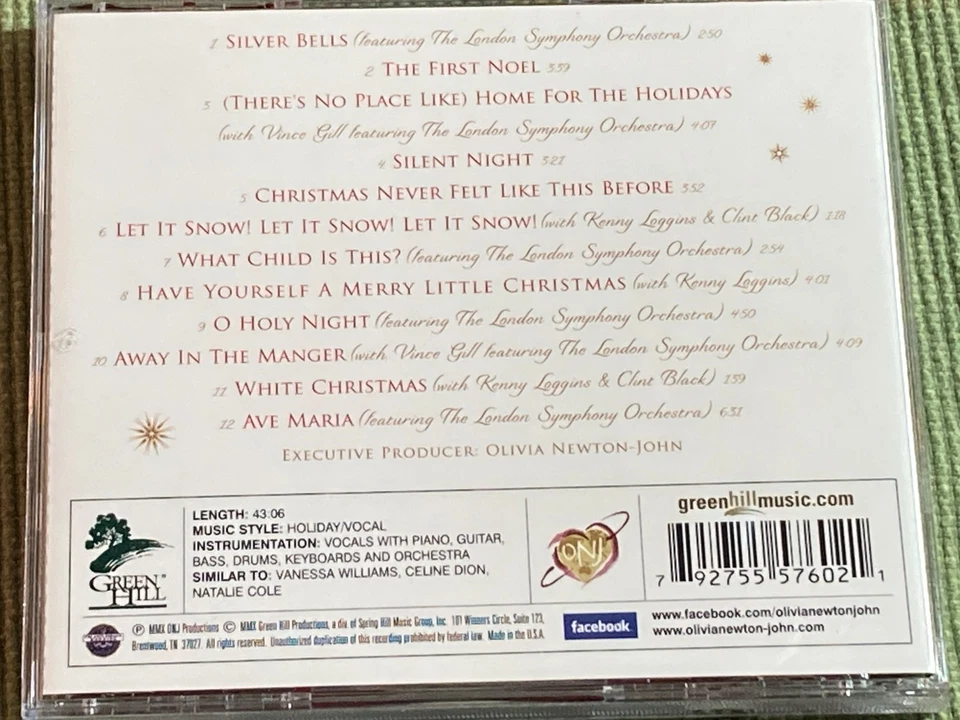 1 SILVER BELLS (featuring The London Symphony Orchestra) 2:50
2 THE FIRST NOEL 3:59
3 (THERE'S NO PLACE LIKE) HOME FOR THE HOLIDAYS
(with Vince Gill featuring The London Symphony Orchestra) 4:07
4 SILENT NIGHT 5:21
5 CHRISTMAS NEVER FELT LIKE THIS BEFORE 3:52
6 LET IT SNOW! LET IT SNOW! LET IT SNOW! (with Kenny Loggins & Clint Black) 1:18
7 WHAT CHILD IS THIS? (featuring The London Symphony Orchestra) 2:54
8 HAVE YOURSELF A MERRY LITTLE CHRISTMAS (with Kenny Loggins) 4:01
9 O HOLY NIGHT (featuring The London Symphony Orchestra) 4:50
10 AWAY IN THE MANGER (with Vince Gill featuring The London Symphony Orchestra) 4:09
11 WHITE CHRISTMAS (with Kenny Loggins & Clint Black) 1:59
12 AVE MARIA (featuring The London Symphony Orchestra) 6:31
EXECUTIVE PRODUCER: OLIVIA NEWTON-JOHN
GREEN HILL™
LENGTH: 43:06
MUSIC STYLE: HOLIDAY/VOCAL
INSTRUMENTATION: VOCALS WITH PIANO, GUITAR,
BASS, DRUMS, KEYBOARDS AND ORCHESTRA
SIMILAR TO: VANESSA WILLIAMS, CELINE DION,
NATALIE COLE
ONJ
greenhillmusic.com
7 92755 57602 1
℗ MMX ONJ Productions © MMX Green Hill Productions, a div. of Spring Hill Music Group, Inc. 101 Winners Circle, Suite 123,
Brentwood, TN 37027. All rights reserved. Unauthorized duplication of this recording prohibited by federal law. Made in the U.S.A.
facebook
www.facebook.com/olivianewtonjohn
www.olivianewton-john.com